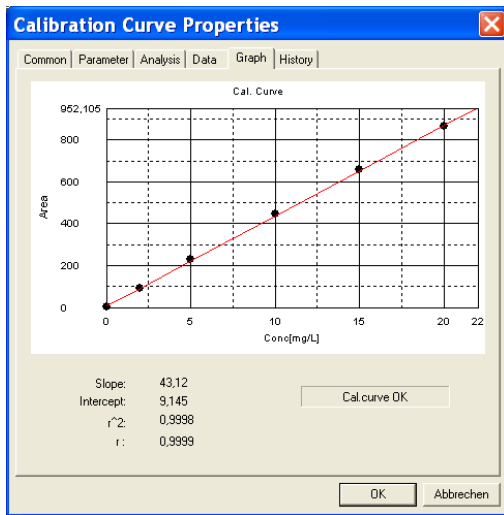 Calibration Curve Properties
Common Parameter Analysis Data Graph History
Cal. Curve
952,105
800
600
400
200
0
Area
0 5 10 15 20 22
Conc[mg/L]
Slope: 43,12
Intercept: 9,145
r^2: 0,9998
r : 0,9999
Cal.curve OK
OK Abbrechen